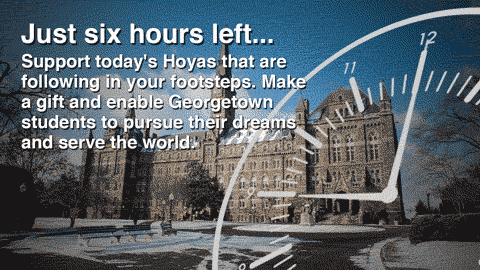 Just six hours left...
Support today's Hoyas that are
following in your footsteps. Make
a gift and enable Georgetown
students to pursue their dreams
and serve the world.
12
11
9